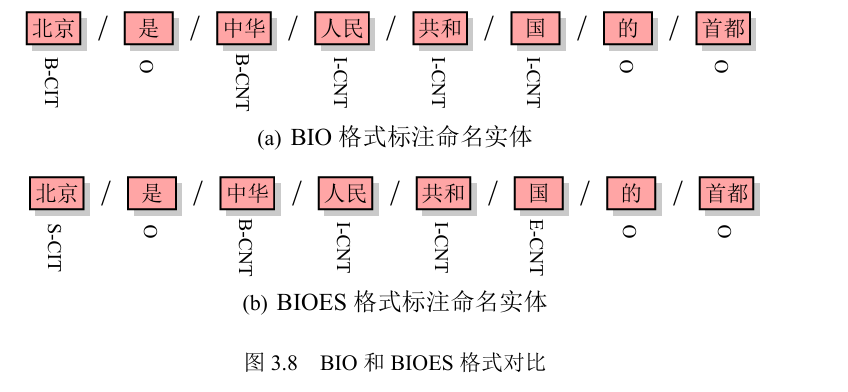 北京 / 是 / 中华 / 人民 / 共和 / 国 / 的 / 首都
B-CIT O B-CNT I-CNT I-CNT I-CNT O O
(a) BIO 格式标注命名实体
北京 / 是 / 中华 / 人民 / 共和 / 国 / 的 / 首都
S-CIT O B-CNT I-CNT I-CNT E-CNT O O
(b) BIOES 格式标注命名实体
图 3.8 BIO 和 BIOES 格式对比